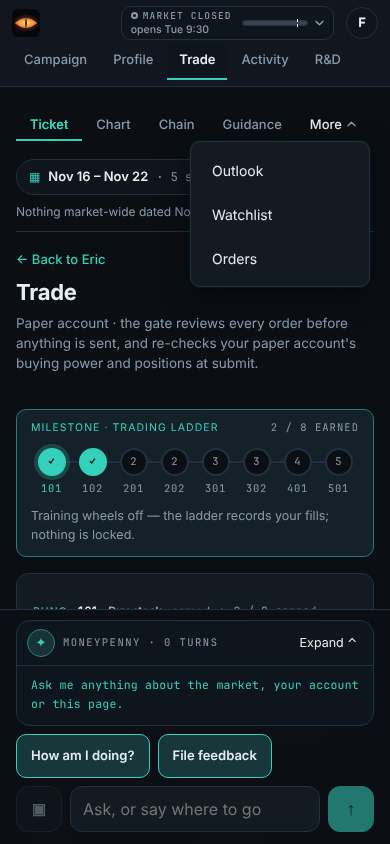 MARKET CLOSED
opens Tue 9:30
F
Campaign
Profile
Trade
Activity
R&D
Ticket
Chart
Chain
Guidance
More
Outlook
Watchlist
Orders
Nov 16 – Nov 22 · 5
Nothing market-wide dated
← Back to Eric
Trade
Paper account · the gate reviews every order before
anything is sent, and re-checks your paper account's
buying power and positions at submit.
MILESTONE · TRADING LADDER
2 / 8 EARNED
2 2 3 3 4 5
101 102 201 202 301 302 401 501
Training wheels off — the ladder records your fills;
nothing is locked.
MONEYPENNY · 0 TURNS
Expand
Ask me anything about the market, your account
or this page.
How am I doing?
File feedback
Ask, or say where to go